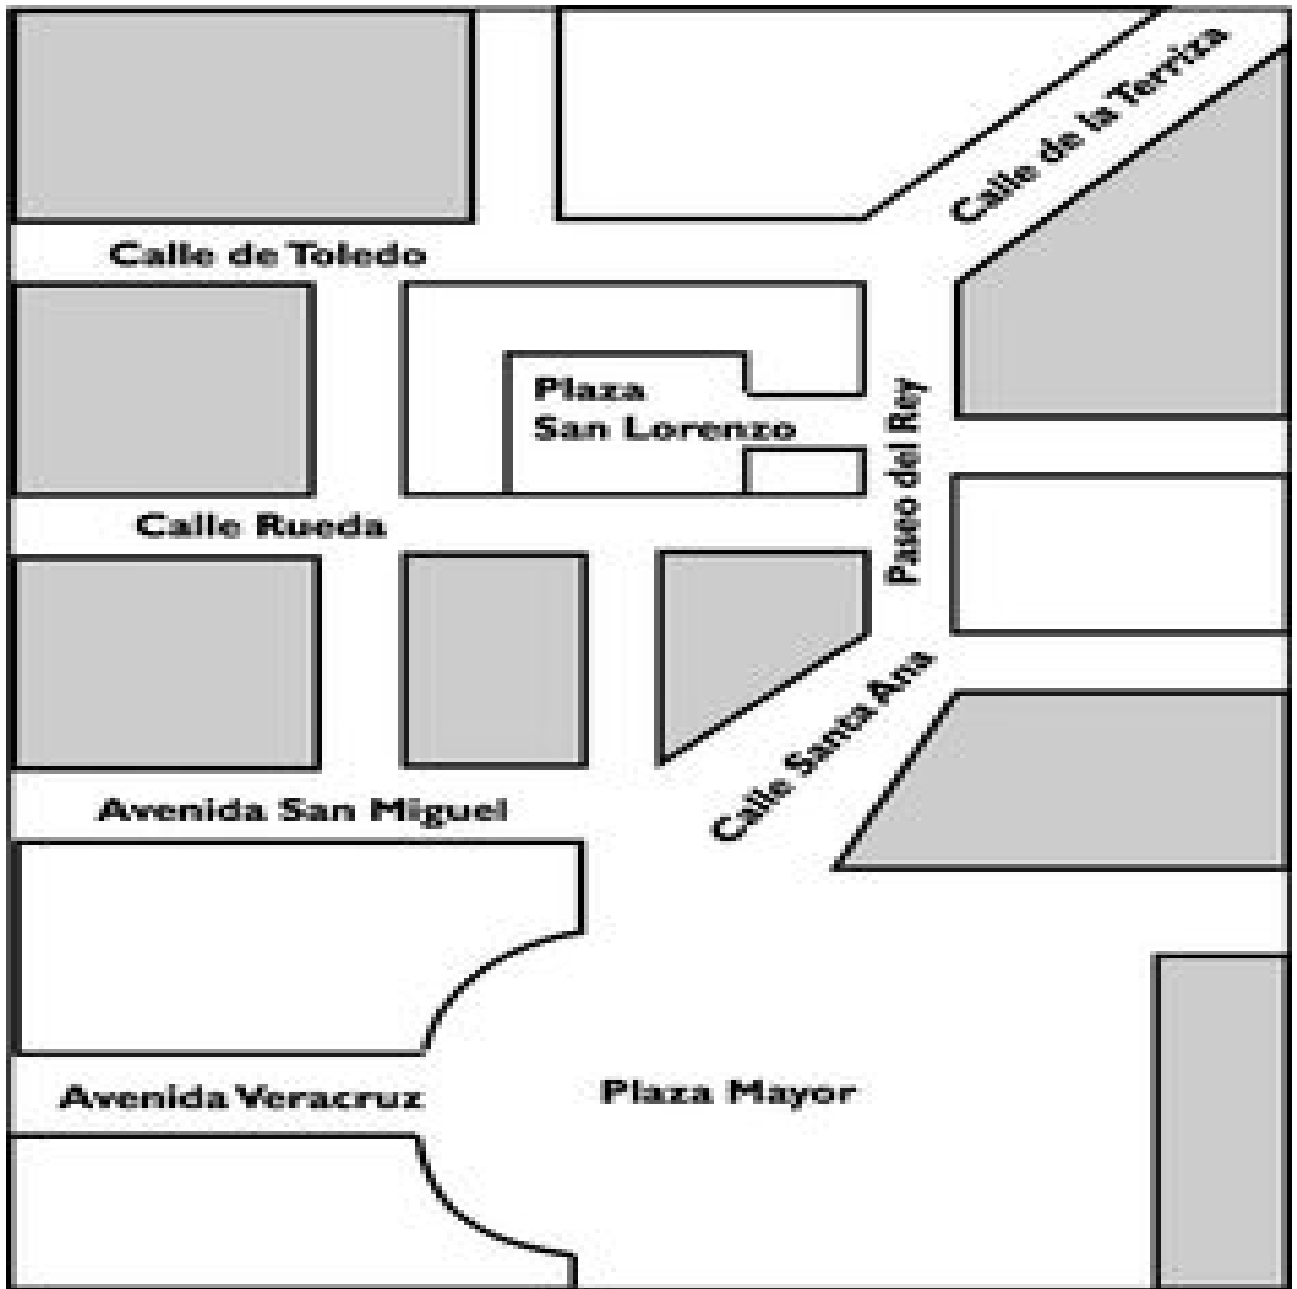 Calle de la Terriza
Calle de Toledo
Plaza
San Lorenzo
Paseo del Rey
Calle Rueda
Calle Santa Ana
Avenida San Miguel
Avenida Veracruz
Plaza Mayor